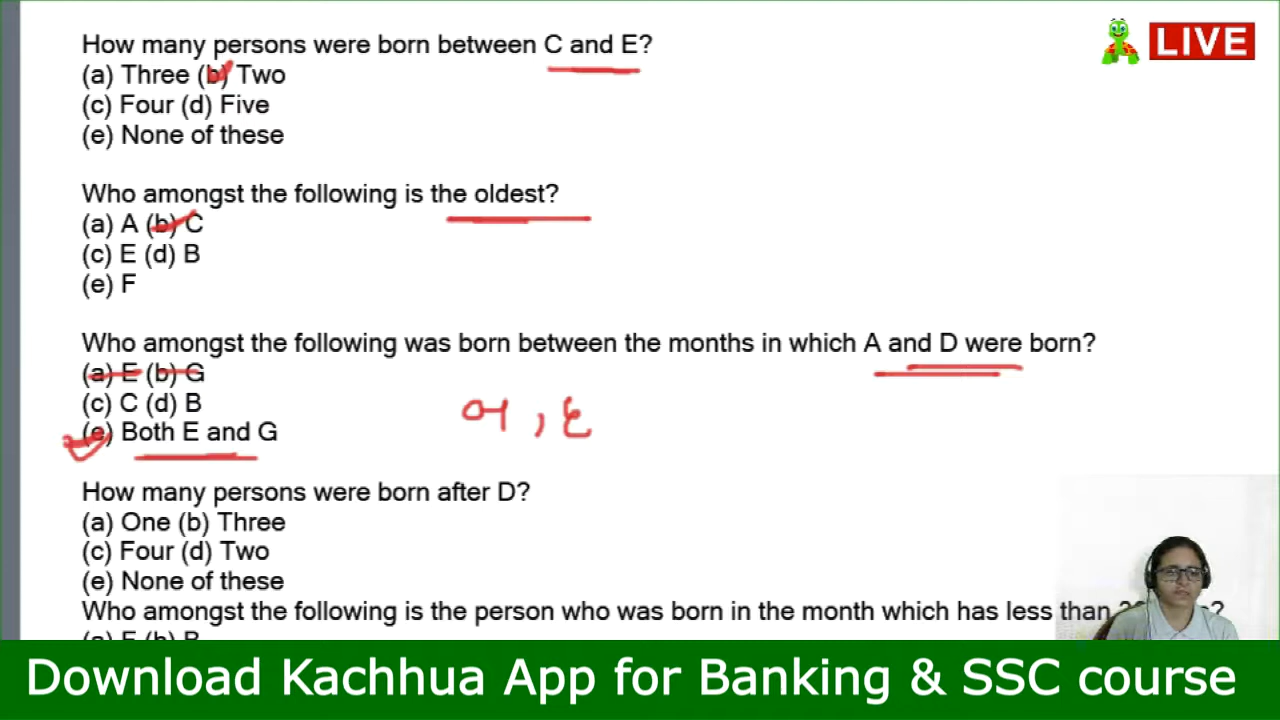 How many persons were born between C and E?
LIVE
(a) Three (b) Two
(c) Four (d) Five
(e) None of these
Who amongst the following is the oldest?
(a) A (b) C
(c) E (d) B
(e) F
Who amongst the following was born between the months in which A and D were born?
(a) E (b) G
(c) C (d) B
(e) Both E and G
How many persons were born after D?
(a) One (b) Three
(c) Four (d) Two
(e) None of these
Who amongst the following is the person who was born in the month which has less than
Download Kachhua App for Banking & SSC course